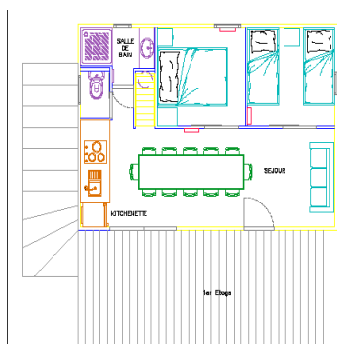 SALLE
DE
BAIN
SEJOUR
KITCHENETTE
1er Etage